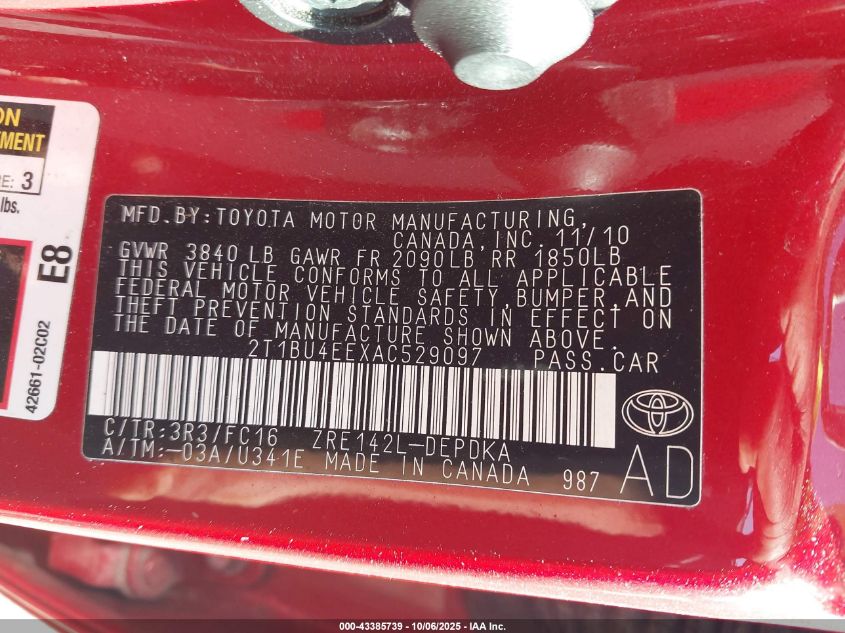 ON
TMENT
RE: 3
lbs.
E8
42661-02C02
MFD.BY:TOYOTA MOTOR MANUFACTURING,
CANADA,INC. 11/10
GVWR 3840 LB GAWR FR 2090LB,RR 1850LB
THIS VEHICLE CONFORMS TO ALL APPLICABLE
FEDERAL MOTOR VEHICLE SAFETY,BUMPER,AND
THEFT PREVENTION STANDARDS IN EFFECT ON
THE DATE OF MANUFACTURE SHOWN ABOVE.
2T1BU4EEXAC529097 PASS.CAR
C/TR:3R3/FC16 ZRE142L-DEPDKA
A/TM:-03A/U341E MADE IN CANADA 987
AD
000-43385739 - 10/06/2025 - IAA Inc.